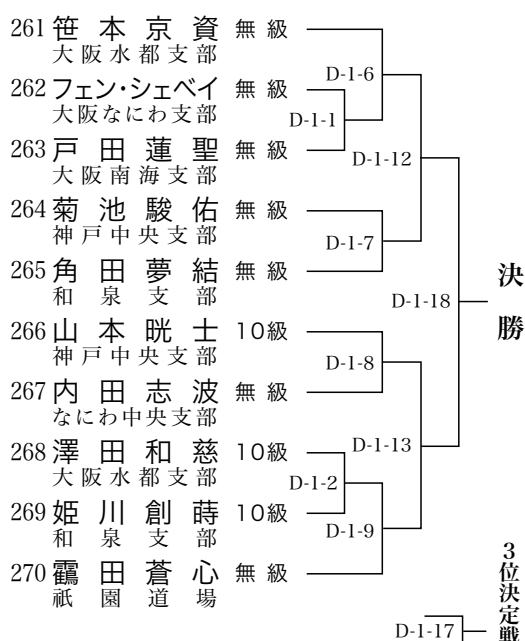 261 笹本京資 無級
大阪水都支部
262 フェン・シェベイ 無級
大阪なにわ支部
263 戸田蓮聖 無級
大阪南海支部
264 菊池駿佑 無級
神戸中央支部
265 角田夢結 無級
和泉支部
266 山本晄士 10級
神戸中央支部
267 内田志波 無級
なにわ中央支部
268 澤田和慈 10級
大阪水都支部
269 姫川創蒔 10級
和泉支部
270 靍田蒼心 無級
祇園道場
D-1-6
D-1-1
D-1-12
D-1-7
D-1-18
D-1-8
D-1-13
D-1-2
D-1-9
決勝
3位決定戦
D-1-17